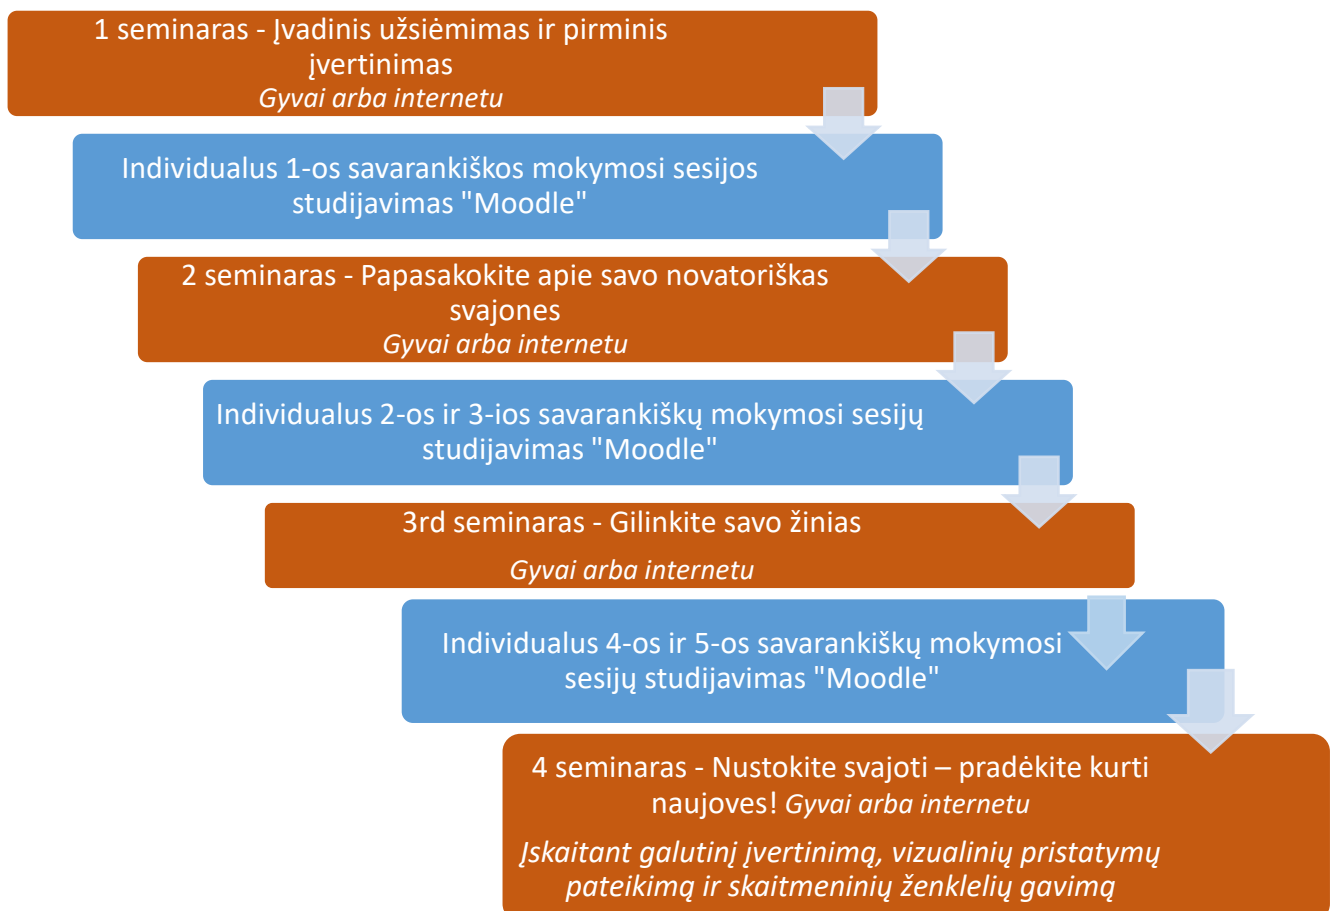 1 seminaras - Įvadinis užsiėmimas ir pirminis
įvertinimas
Gyvai arba internetu
Individualus 1-os savarankiškos mokymosi sesijos
studijavimas "Moodle"
2 seminaras - Papasakokite apie savo novatoriškas
svajones
Gyvai arba internetu
Individualus 2-os ir 3-ios savarankiškų mokymosi sesijų
studijavimas "Moodle"
3rd seminaras - Gilinkite savo žinias
Gyvai arba internetu
Individualus 4-os ir 5-os savarankiškų mokymosi
sesijų studijavimas "Moodle"
4 seminaras - Nustokite svajoti – pradėkite kurti
naujoves! Gyvai arba internetu
Įskaitant galutinį įvertinimą, vizualinių pristatymų
pateikimą ir skaitmeninių ženklelių gavimą